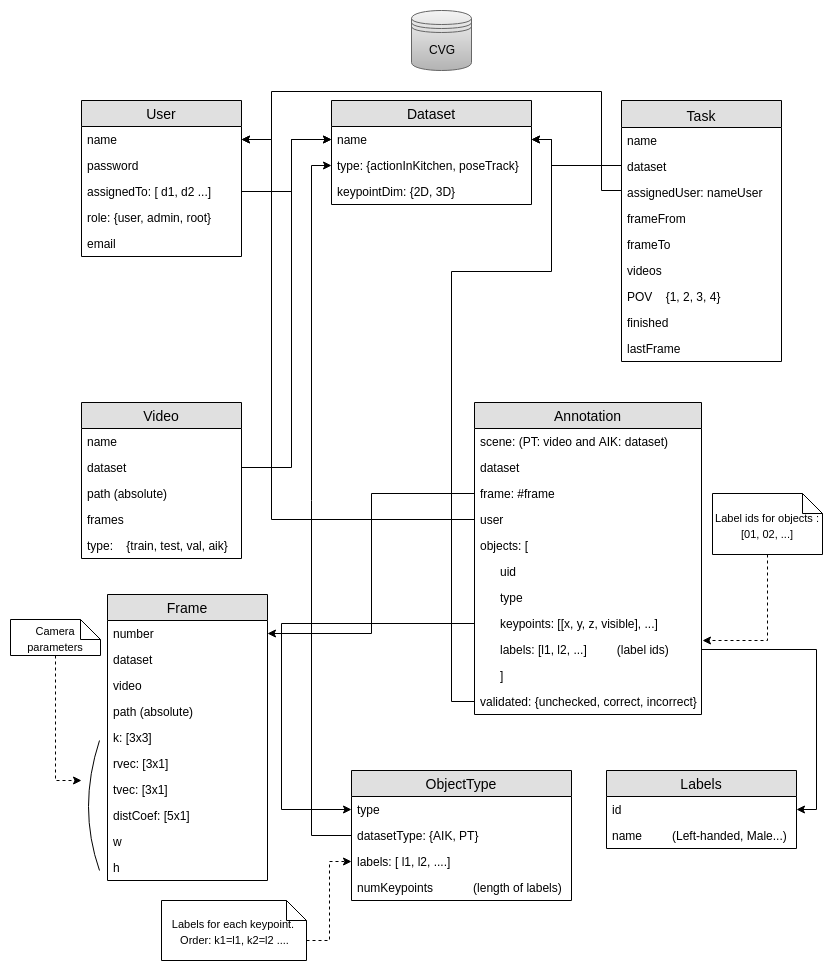 CVG
User
name
password
assignedTo: [ d1, d2 ...]
role: {user, admin, root}
email
Dataset
name
type: {actionInKitchen, poseTrack}
keypointDim: {2D, 3D}
Task
name
dataset
assignedUser: nameUser
frameFrom
frameTo
videos
POV {1, 2, 3, 4}
finished
lastFrame
Video
name
dataset
path (absolute)
frames
type: {train, test, val, aik}
Annotation
scene: (PT: video and AIK: dataset)
dataset
frame: #frame
user
objects: [
uid
type
keypoints: [[x, y, z, visible], ...]
labels: [l1, l2, ...] (label ids)
]
validated: {unchecked, correct, incorrect}
Label ids for objects :
[01, 02, ...]
Camera
parameters
Frame
number
dataset
video
path (absolute)
k: [3x3]
rvec: [3x1]
tvec: [3x1]
distCoef: [5x1]
w
h
ObjectType
type
datasetType: {AIK, PT}
labels: [ l1, l2, ....]
numKeypoints (length of labels)
Labels
id
name (Left-handed, Male...)
Labels for each keypoint.
Order: k1=l1, k2=l2 ....